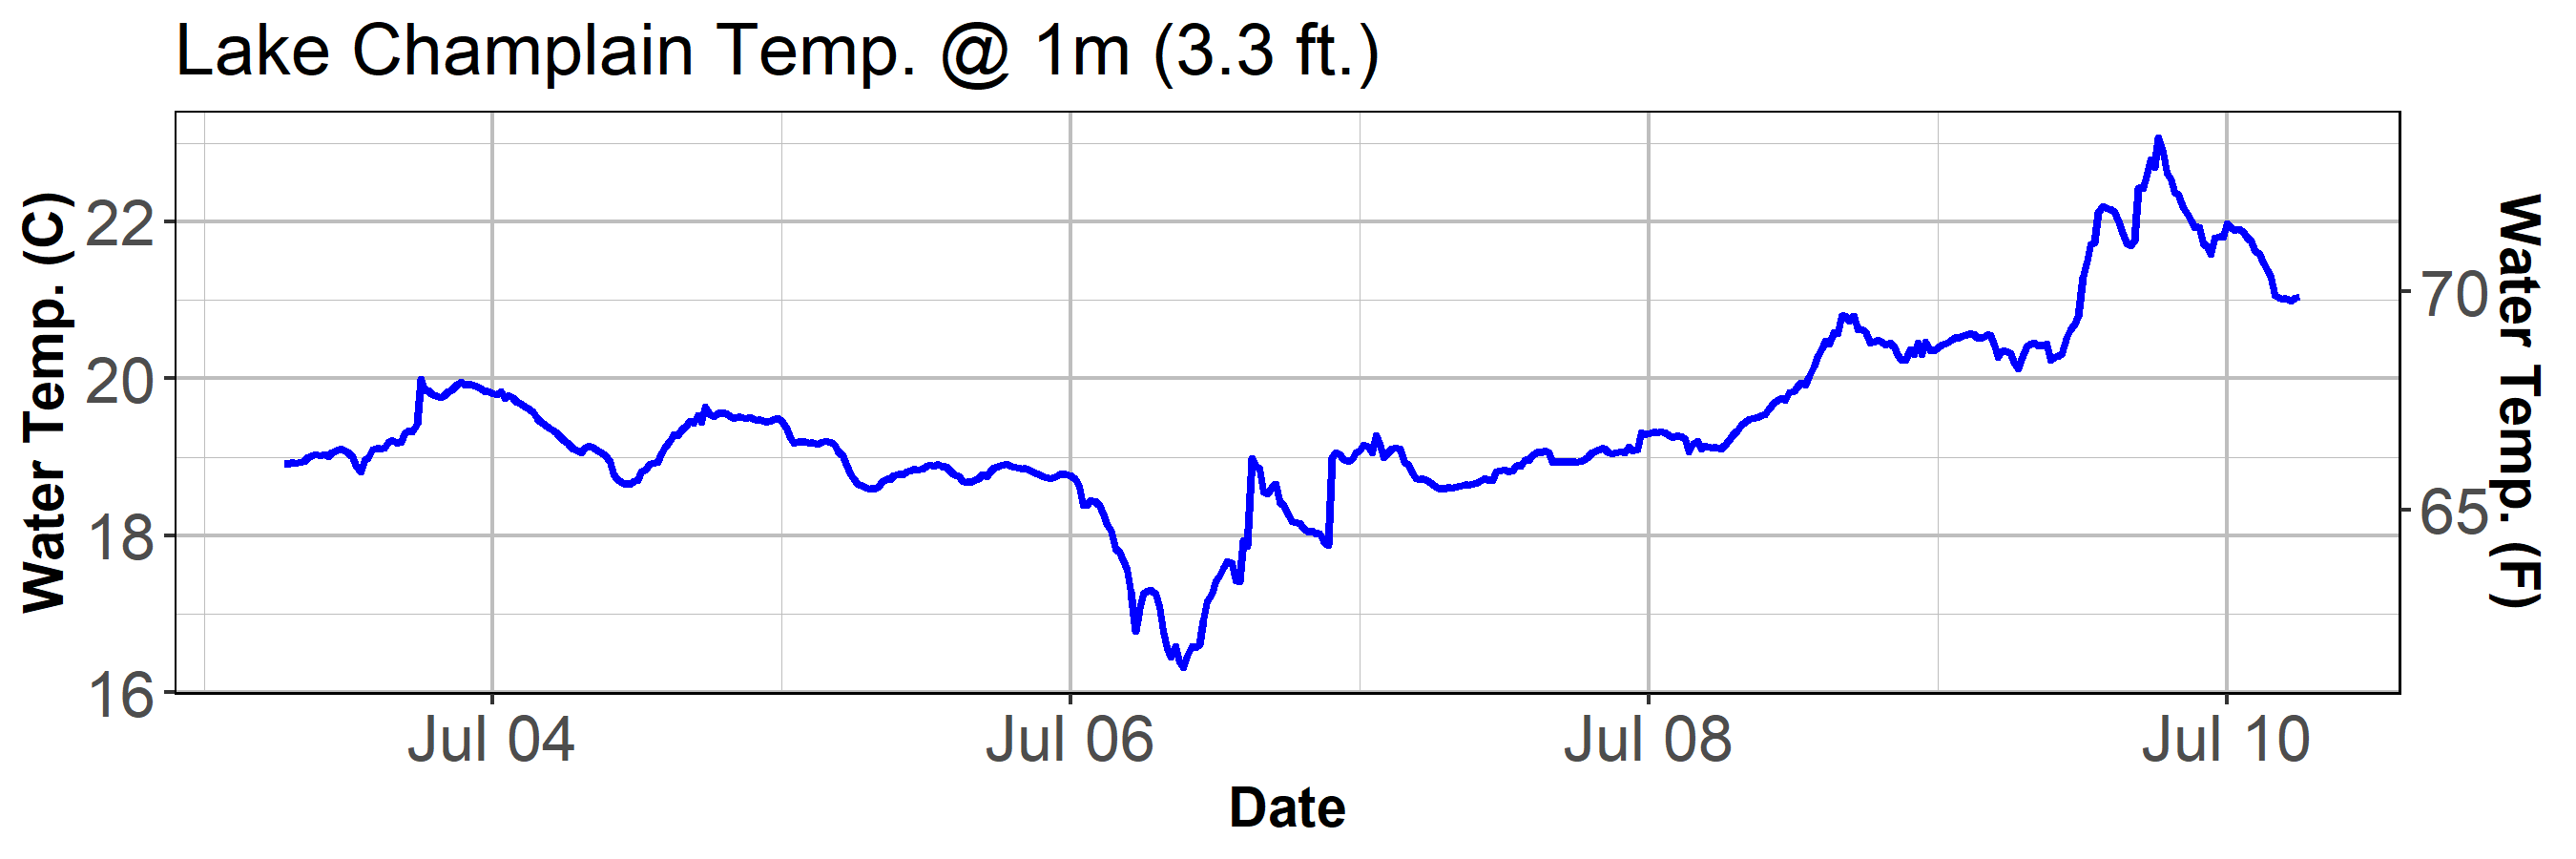 Lake Champlain Temp. @ 1m (3.3 ft.)
Water Temp. (C)
22
20
18
16
70
65
Water Temp. (F)
Jul 04 Jul 06 Jul 08 Jul 10
Date